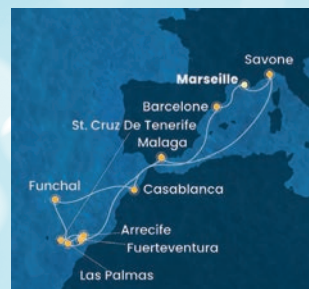 Savone
Marseille
Barcelone
St. Cruz De Tenerife
Malaga
Funchal
Casablanca
Arrecife
Fuerteventura
Las Palmas